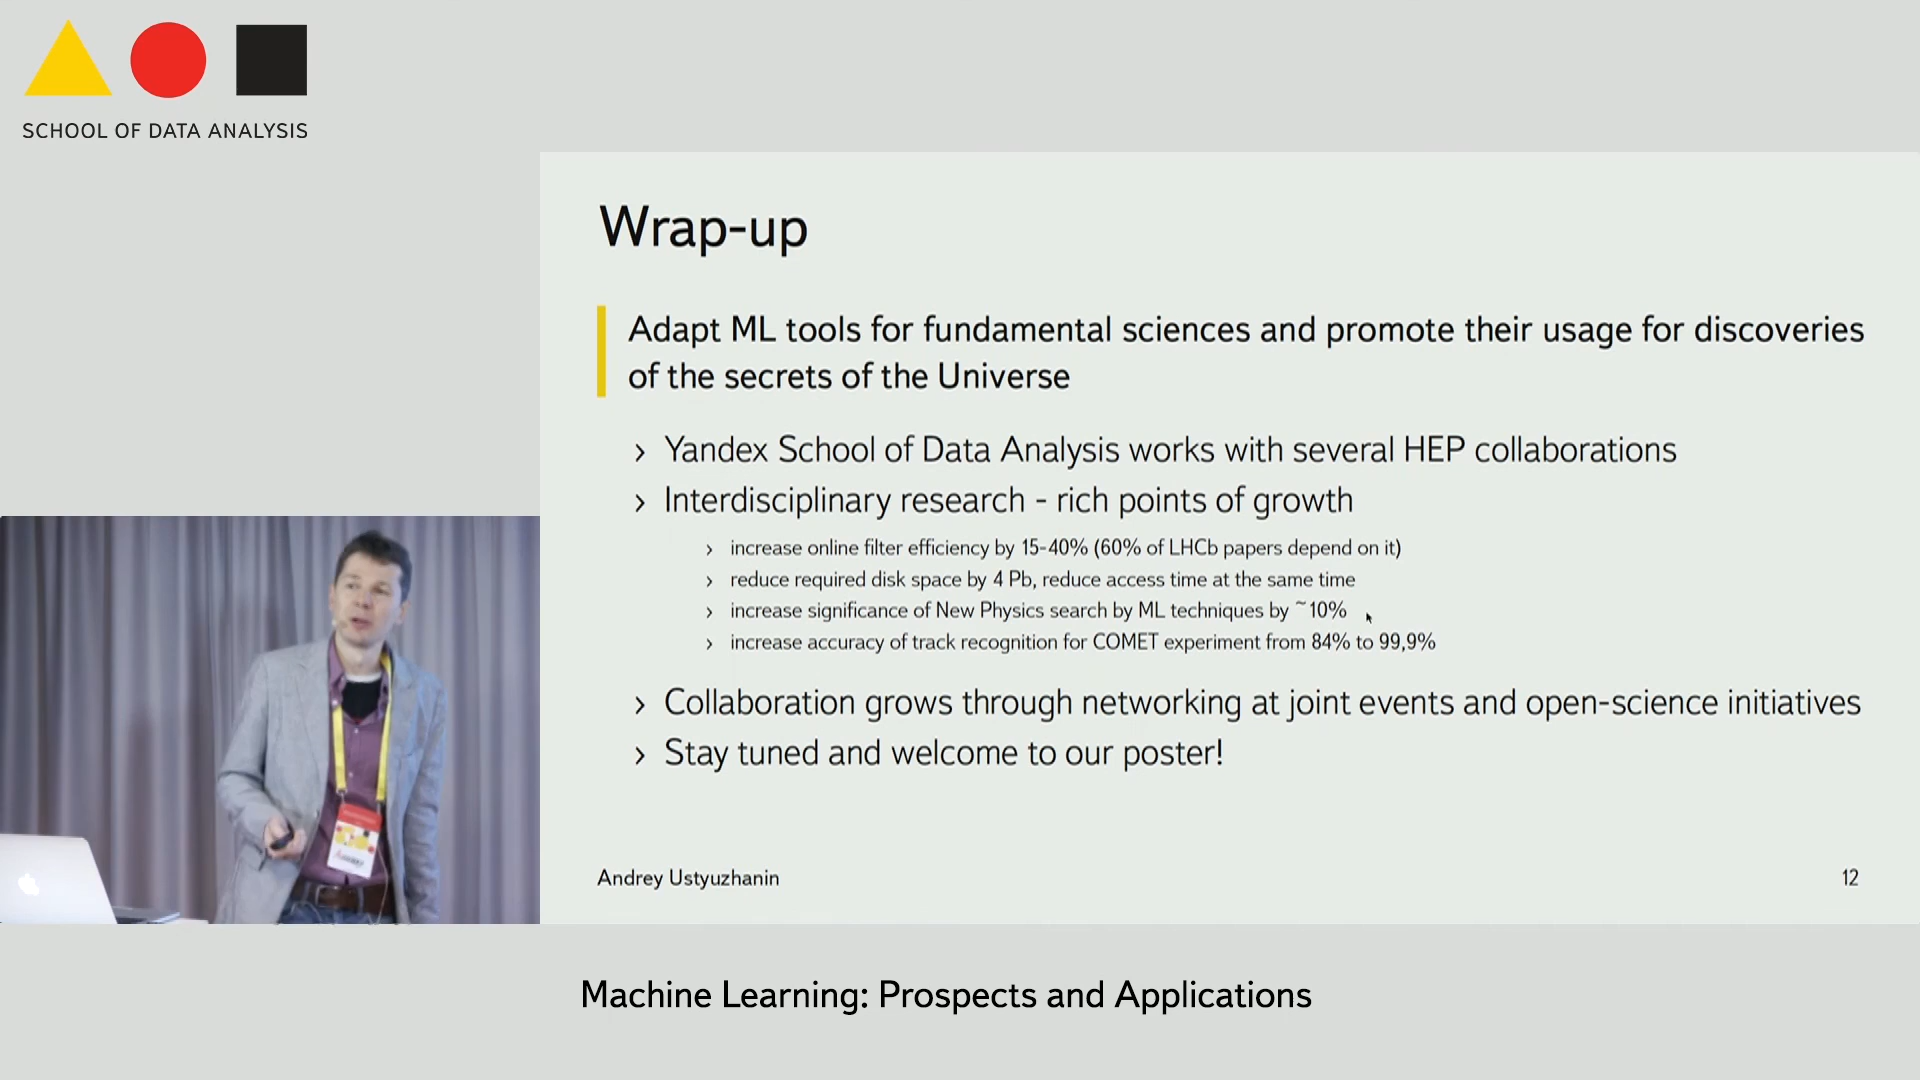 SCHOOL OF DATA ANALYSIS
Wrap-up
Adapt ML tools for fundamental sciences and promote their usage for discoveries
of the secrets of the Universe
› Yandex School of Data Analysis works with several HEP collaborations
› Interdisciplinary research - rich points of growth
› increase online filter efficiency by 15-40% (60% of LHCb papers depend on it)
› reduce required disk space by 4 Pb, reduce access time at the same time
› increase significance of New Physics search by ML techniques by ~10%
› increase accuracy of track recognition for COMET experiment from 84% to 99,9%
› Collaboration grows through networking at joint events and open-science initiatives
› Stay tuned and welcome to our poster!
Andrey Ustyuzhanin
12
Machine Learning: Prospects and Applications